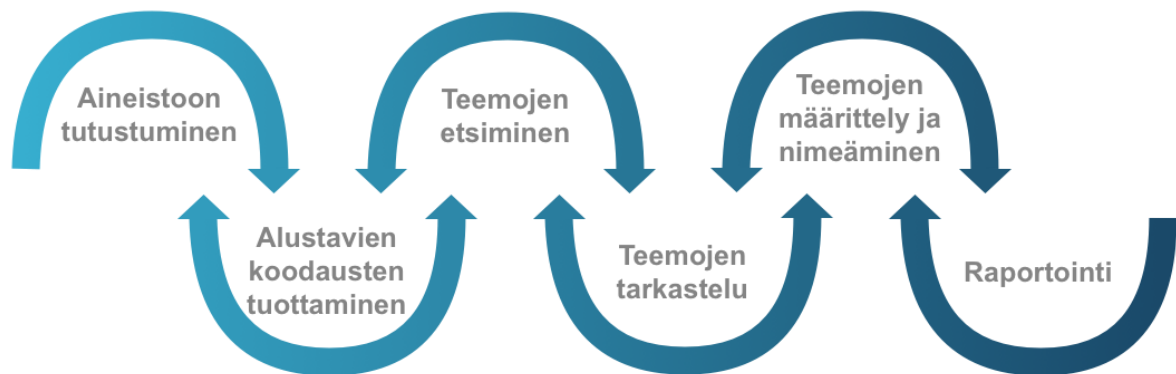 Aineistoon
tutustuminen
Alustavien
koodausten
tuottaminen
Teemojen
etsiminen
Teemojen
tarkastelu
Teemojen
määrittely ja
nimeäminen
Raportointi